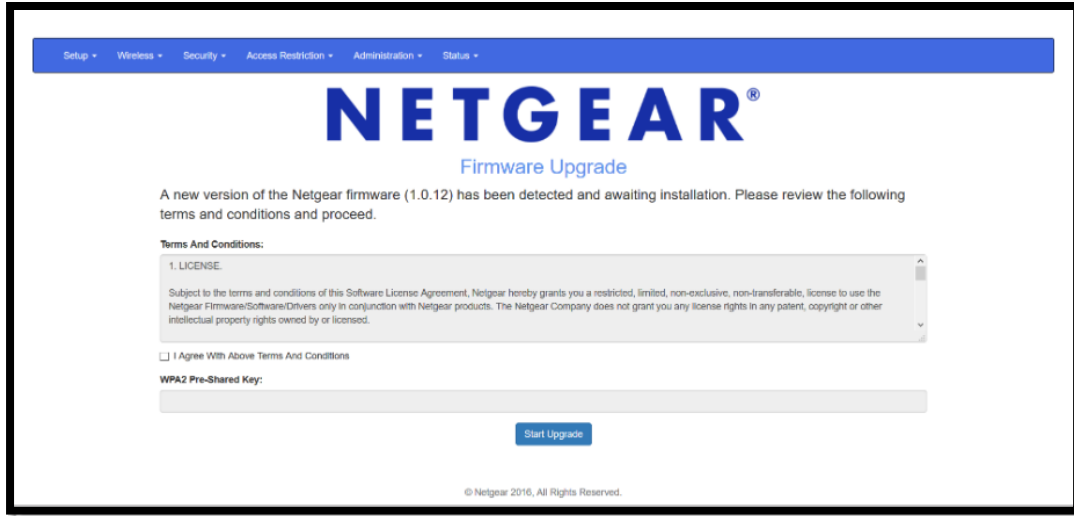 Setup Wireless Security Access Restriction Administration Status
NETGEAR®
Firmware Upgrade
A new version of the Netgear firmware (1.0.12) has been detected and awaiting installation. Please review the following
terms and conditions and proceed.
Terms And Conditions:
1. LICENSE.
Subject to the terms and conditions of this Software License Agreement, Netgear hereby grants you a restricted, limited, non-exclusive, non-transferable, license to use the
Netgear Firmware/Software/Drivers only in conjunction with Netgear products. The Netgear Company does not grant you any license rights in any patent, copyright or other
intellectual property rights owned by or licensed.
I Agree With Above Terms And Conditions
WPA2 Pre-Shared Key:
Start Upgrade
© Netgear 2016, All Rights Reserved.